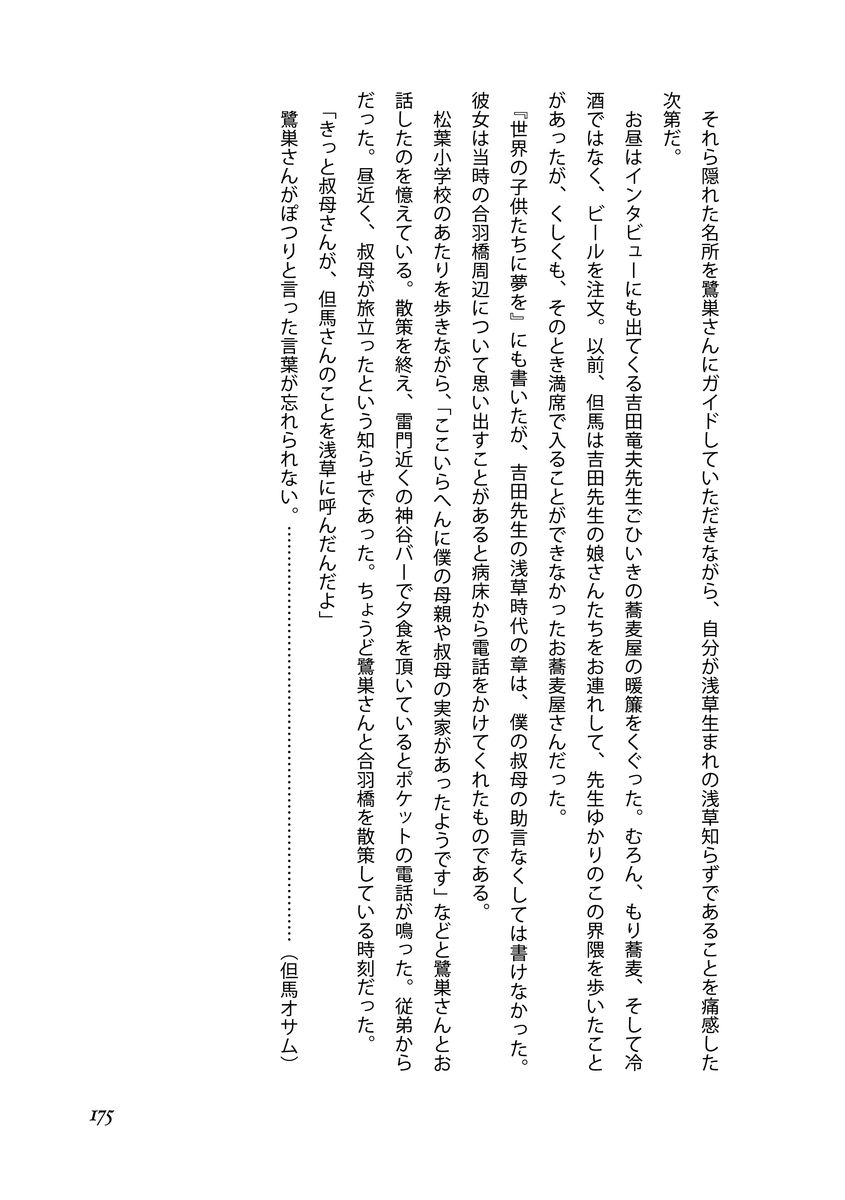 それら隠れた名所を鷺巣さんにガイドしていただきながら、自分が浅草生まれの浅草知らずであることを痛感した
次第だ。
お昼はインタビューにも出てくる吉田竜夫先生ごひいきの蕎麦屋の暖簾をくぐった。むろん、もり蕎麦、そして冷
酒ではなく、ビールを注文。以前、但馬は吉田先生の娘さんたちをお連れして、先生ゆかりのこの界隈を歩いたこと
があったが、くしくも、そのとき満席で入ることができなかったお蕎麦屋さんだった。
『世界の子供たちに夢を』にも書いたが、吉田先生の浅草時代の章は、僕の叔母の助言なくしては書けなかった。
彼女は当時の合羽橋周辺について思い出すことがあると病床から電話をかけてくれたものである。
松葉小学校のあたりを歩きながら、「ここいらへんに僕の母親や叔母の実家があったようです」などと鷺巣さんとお
話したのを憶えている。散策を終え、雷門近くの神谷バーで夕食を頂いているとポケットの電話が鳴った。従弟から
だった。昼近く、叔母が旅立ったという知らせであった。ちょうど鷺巣さんと合羽橋を散策している時刻だった。
「きっと叔母さんが、但馬さんのことを浅草に呼んだんだよ」
鷺巣さんがぽつりと言った言葉が忘れられない。……………………………………………………（但馬オサム）
175